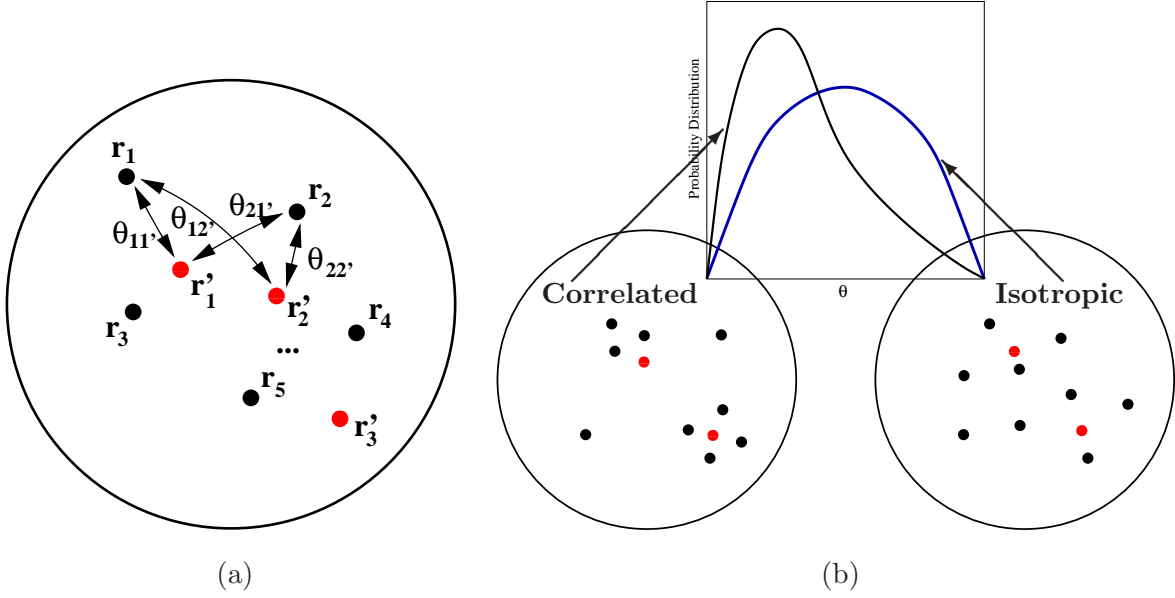 r1
r2
θ11'
θ12'
θ21'
θ22'
r'1
r'2
r3
r4
...
r5
r'3
(a)
Probability Distribution
θ
Correlated
Isotropic
(b)